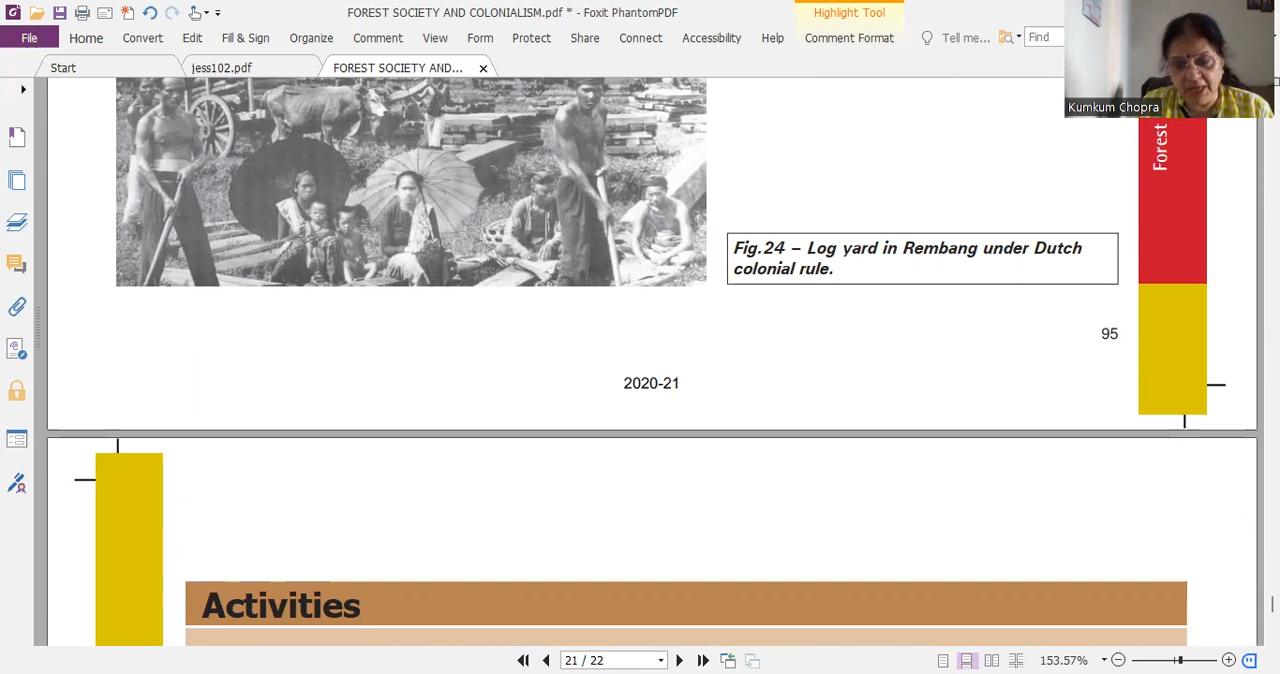 FOREST SOCIETY AND COLONIALISM.pdf * - Foxit PhantomPDF
Highlight Tool
File Home Convert Edit Fill & Sign Organize Comment View Form Protect Share Connect Accessibility Help Comment Format Tell me... Find
Start jess102.pdf FOREST SOCIETY AND...
Kumkum Chopra
Forest
Fig.24 – Log yard in Rembang under Dutch
colonial rule.
95
2020-21
Activities
21 / 22
153.57%